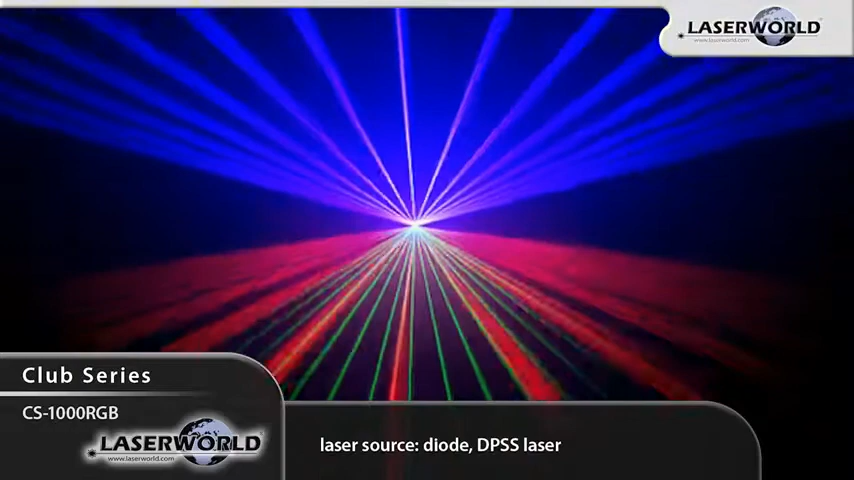 LASERWORLD
www.laserworld.com
Club Series
CS-1000RGB
LASERWORLD
www.laserworld.com
laser source: diode, DPSS laser